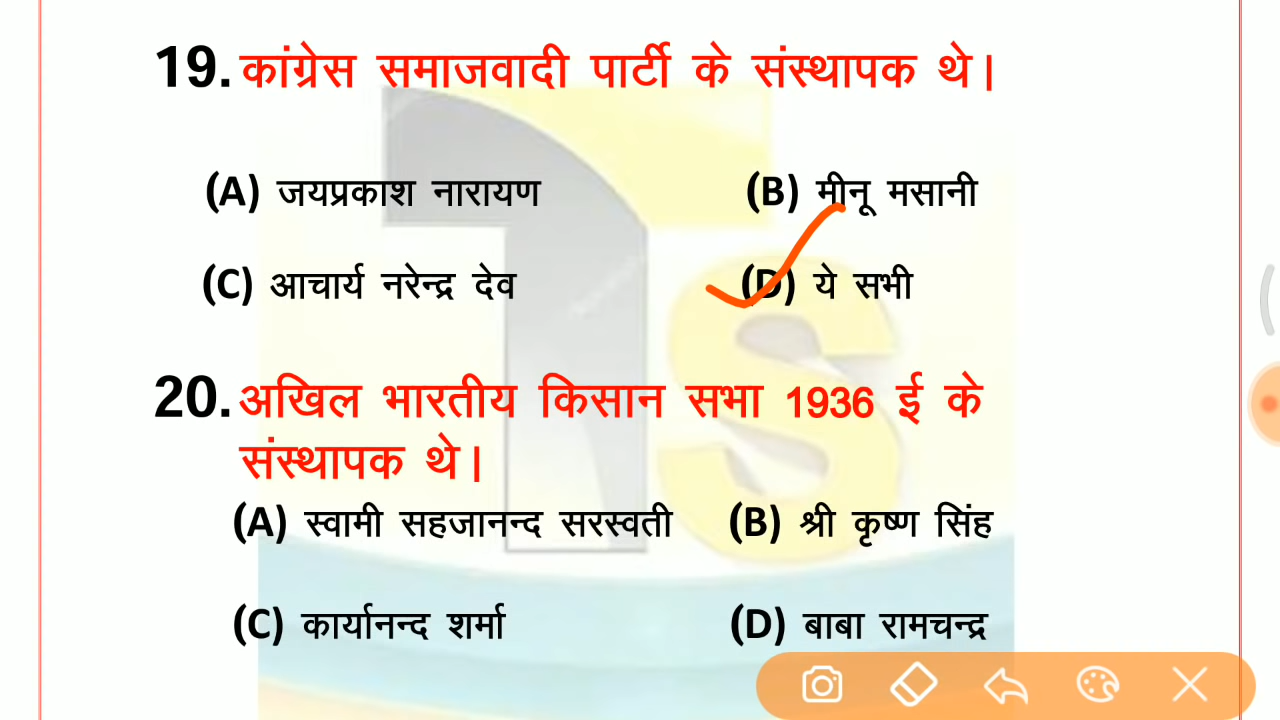 19. कांग्रेस समाजवादी पार्टी के संस्थापक थे।
(A) जयप्रकाश नारायण (B) मीनू मसानी
(C) आचार्य नरेन्द्र देव (D) ये सभी
20. अखिल भारतीय किसान सभा 1936 ई के
संस्थापक थे।
(A) स्वामी सहजानन्द सरस्वती (B) श्री कृष्ण सिंह
(C) कार्यानन्द शर्मा (D) बाबा रामचन्द्र